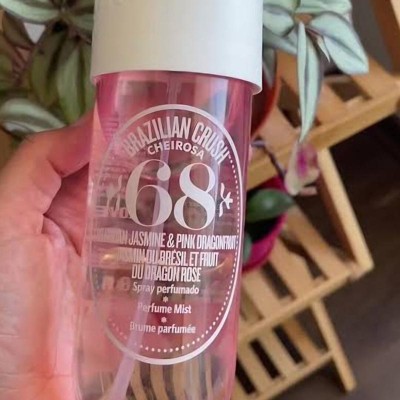 BRAZILIAN CRUSH
CHEIROSA
68
JASMINE & PINK DRAGONFRUIT
DU BRÉSIL ET FRUIT
DU DRAGON ROSE
Spray perfumado
Perfume Mist
Brume parfumée